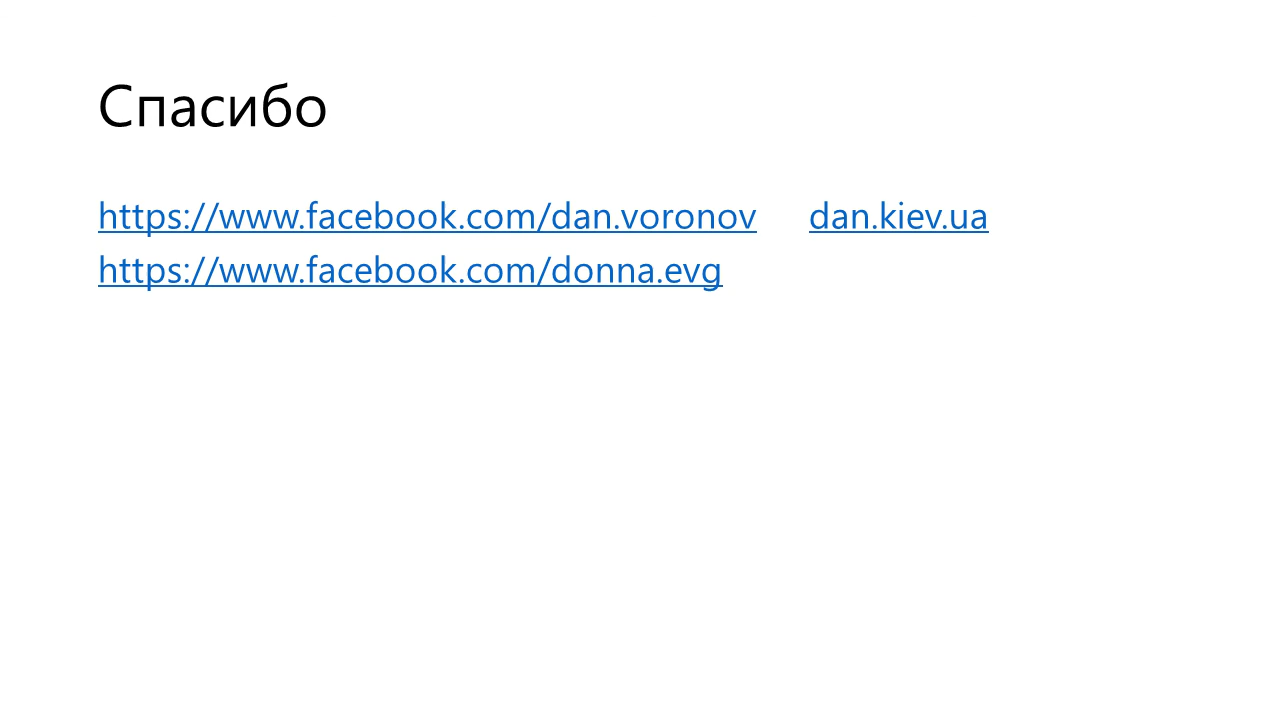 Спасибо
https://www.facebook.com/dan.voronov dan.kiev.ua
https://www.facebook.com/donna.evg